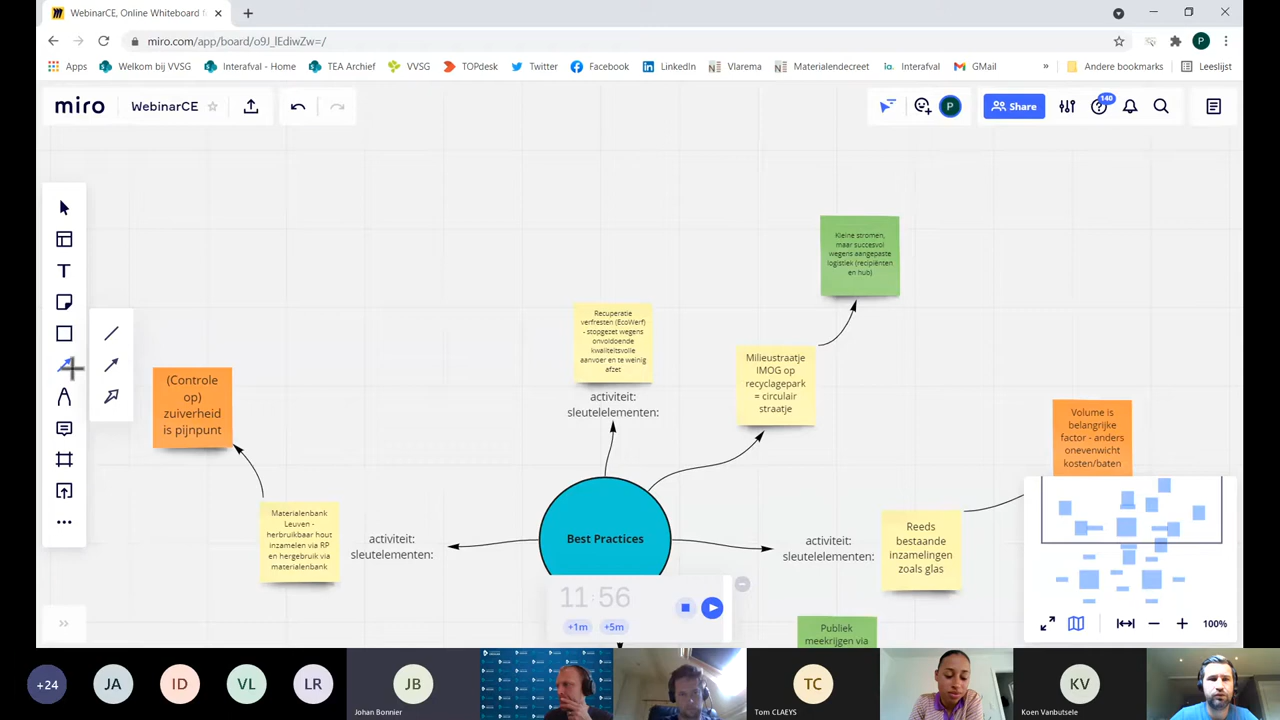 WebinarCE, Online Whiteboard f
miro.com/app/board/o9J_lEdiwZw=/
Apps
Welkom bij VVSG
Interafval - Home
TEA Archief
VVSG
TOPdesk
Twitter
Facebook
LinkedIn
Vlarema
Materialendecreet
ia.
Interafval
GMail
»
Andere bookmarks
Leeslijst
P
miro
WebinarCE
P
Share
140
Kleine stromen,
maar succesvol
wegens aangepaste
logistiek (recipiënten
en hub)
Recuperatie
verfresten (EcoWerf)
- stopgezet wegens
onvoldoende
kwaliteitsvolle
aanvoer en te weinig
afzet
activiteit:
sleutelementen:
Milieustraatje
IMOG op
recyclagepark
= circulair
straatje
(Controle
op)
zuiverheid
is pijnpunt
Volume is
belangrijke
factor - anders
onevenwicht
kosten/baten
Materialenbank
Leuven -
herbruikbaar hout
inzamelen via RP
en hergebruik via
materialenbank
activiteit:
sleutelementen:
Best Practices
activiteit:
sleutelelementen:
Reeds
bestaande
inzamelingen
zoals glas
11:56
+1m
+5m
Publiek
meekrijgen via
100%
+24
JA
ID
VL
LR
JB
Johan Bonnier
TC
Tom CLAEYS
KV
Koen Vanbutsele